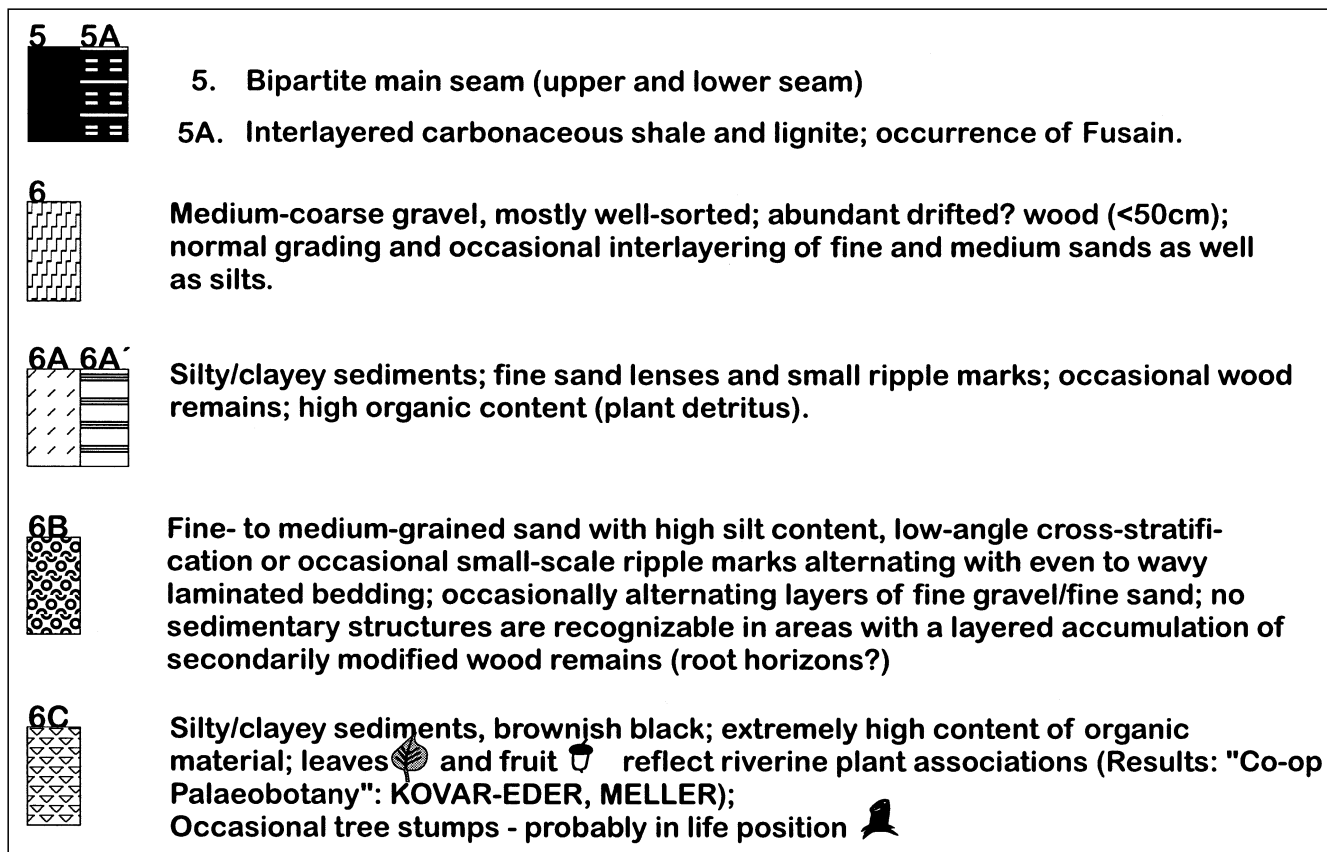 5 5A
5. Bipartite main seam (upper and lower seam)
5A. Interlayered carbonaceous shale and lignite; occurrence of Fusain.
6
Medium-coarse gravel, mostly well-sorted; abundant drifted? wood (<50cm);
normal grading and occasional interlayering of fine and medium sands as well
as silts.
6A 6A´
Silty/clayey sediments; fine sand lenses and small ripple marks; occasional wood
remains; high organic content (plant detritus).
6B
Fine- to medium-grained sand with high silt content, low-angle cross-stratifi-
cation or occasional small-scale ripple marks alternating with even to wavy
laminated bedding; occasionally alternating layers of fine gravel/fine sand; no
sedimentary structures are recognizable in areas with a layered accumulation of
secondarily modified wood remains (root horizons?)
6C
Silty/clayey sediments, brownish black; extremely high content of organic
material; leaves and fruit reflect riverine plant associations (Results: "Co-op
Palaeobotany": KOVAR-EDER, MELLER);
Occasional tree stumps - probably in life position